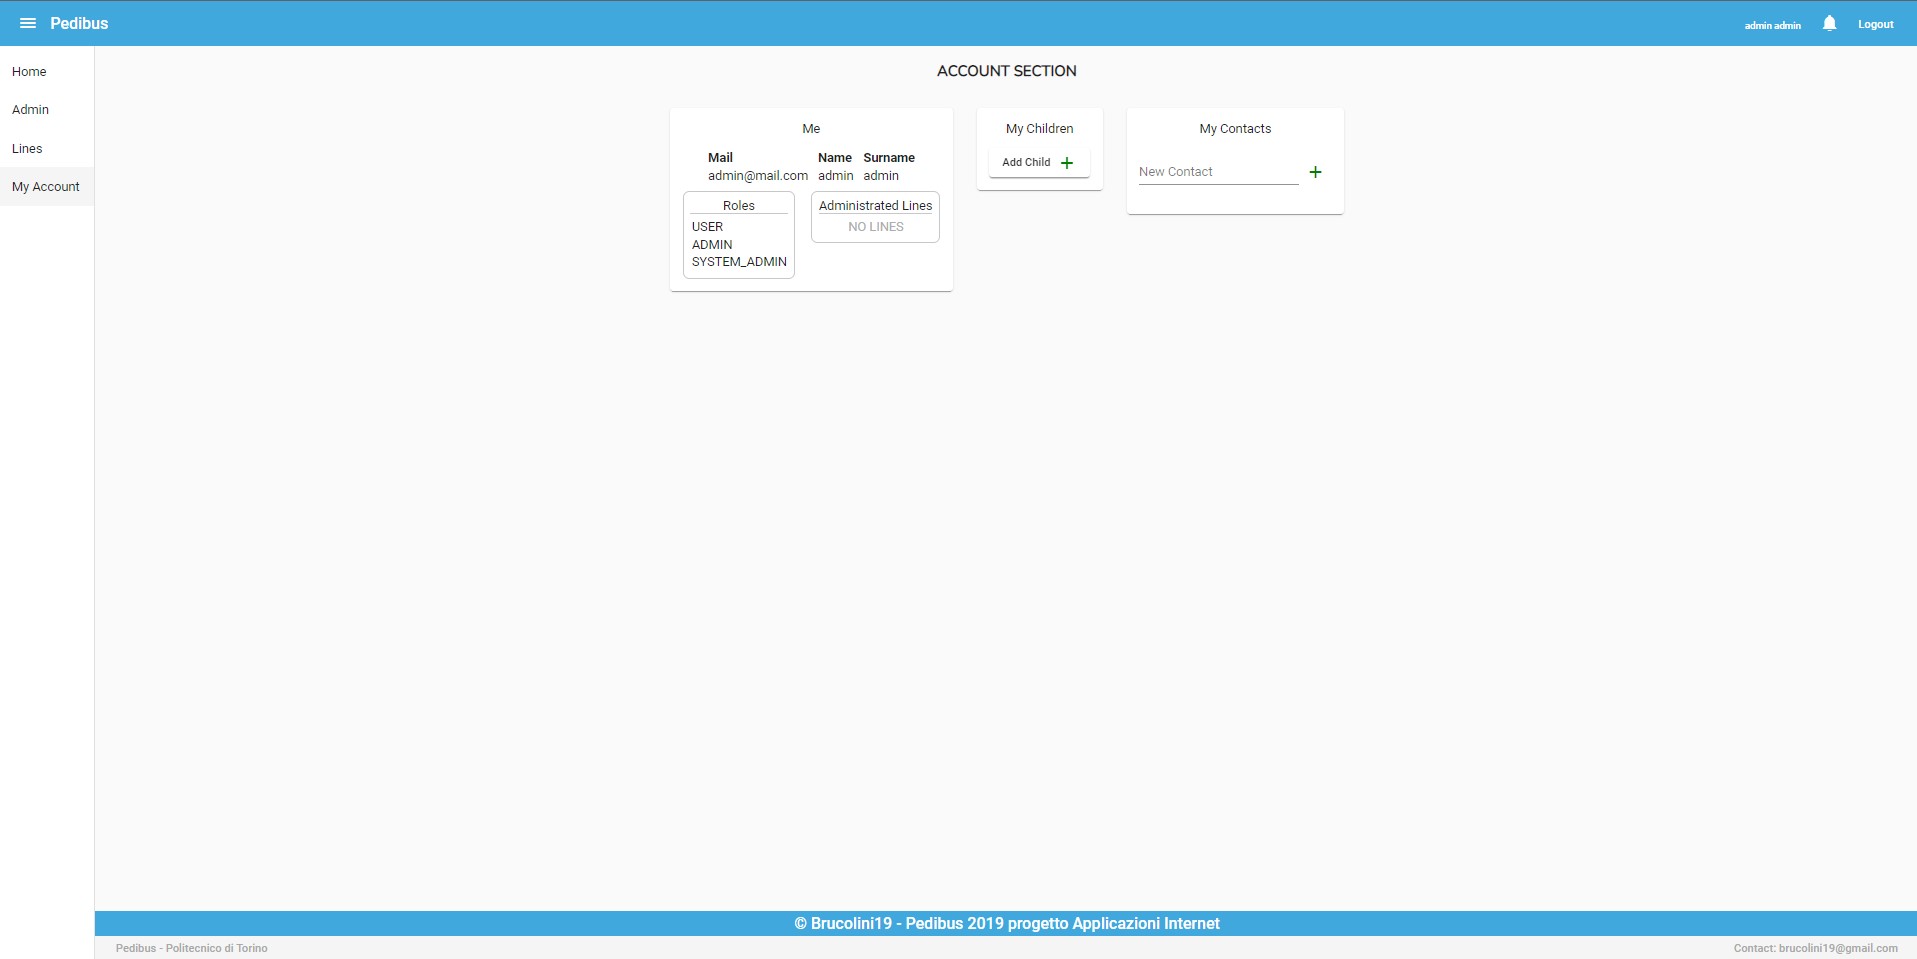 Pedibus
admin admin
Logout
Home
Admin
Lines
My Account
ACCOUNT SECTION
Me
Mail Name Surname
admin@mail.com admin admin
Roles
USER
ADMIN
SYSTEM_ADMIN
Administrated Lines
NO LINES
My Children
Add Child
My Contacts
New Contact
© Brucolini19 - Pedibus 2019 progetto Applicazioni Internet
Pedibus - Politecnico di Torino
Contact: brucolini19@gmail.com